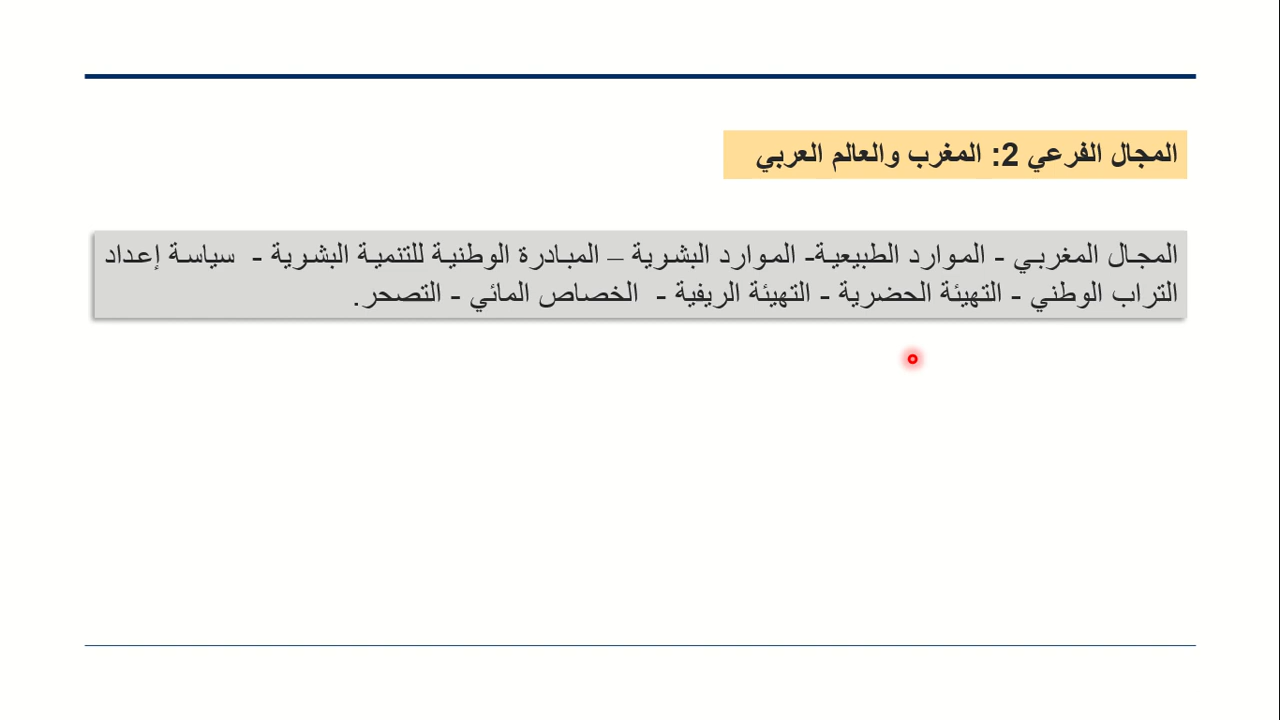 المجال الفرعي 2: المغرب والعالم العربي
المجال المغربي - الموارد الطبيعية- الموارد البشرية – المبادرة الوطنية للتنمية البشرية - سياسة إعداد
التراب الوطني - التهيئة الحضرية - التهيئة الريفية - الخصاص المائي - التصحر.